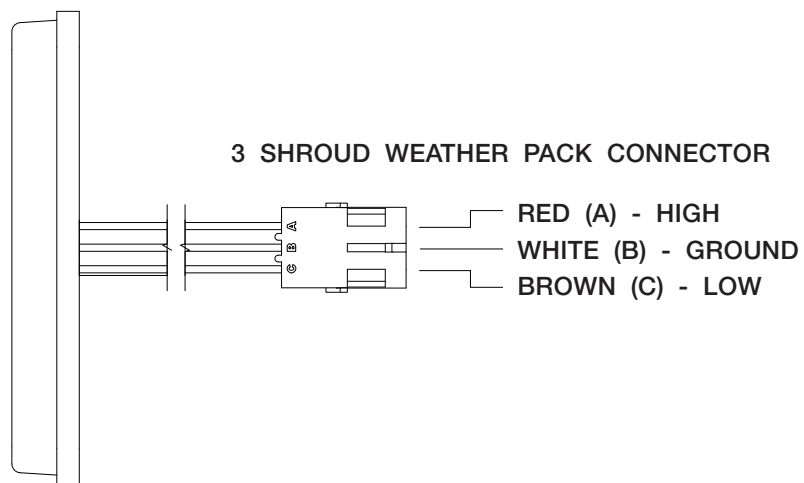 3 SHROUD WEATHER PACK CONNECTOR
A
B
C
RED (A) - HIGH
WHITE (B) - GROUND
BROWN (C) - LOW